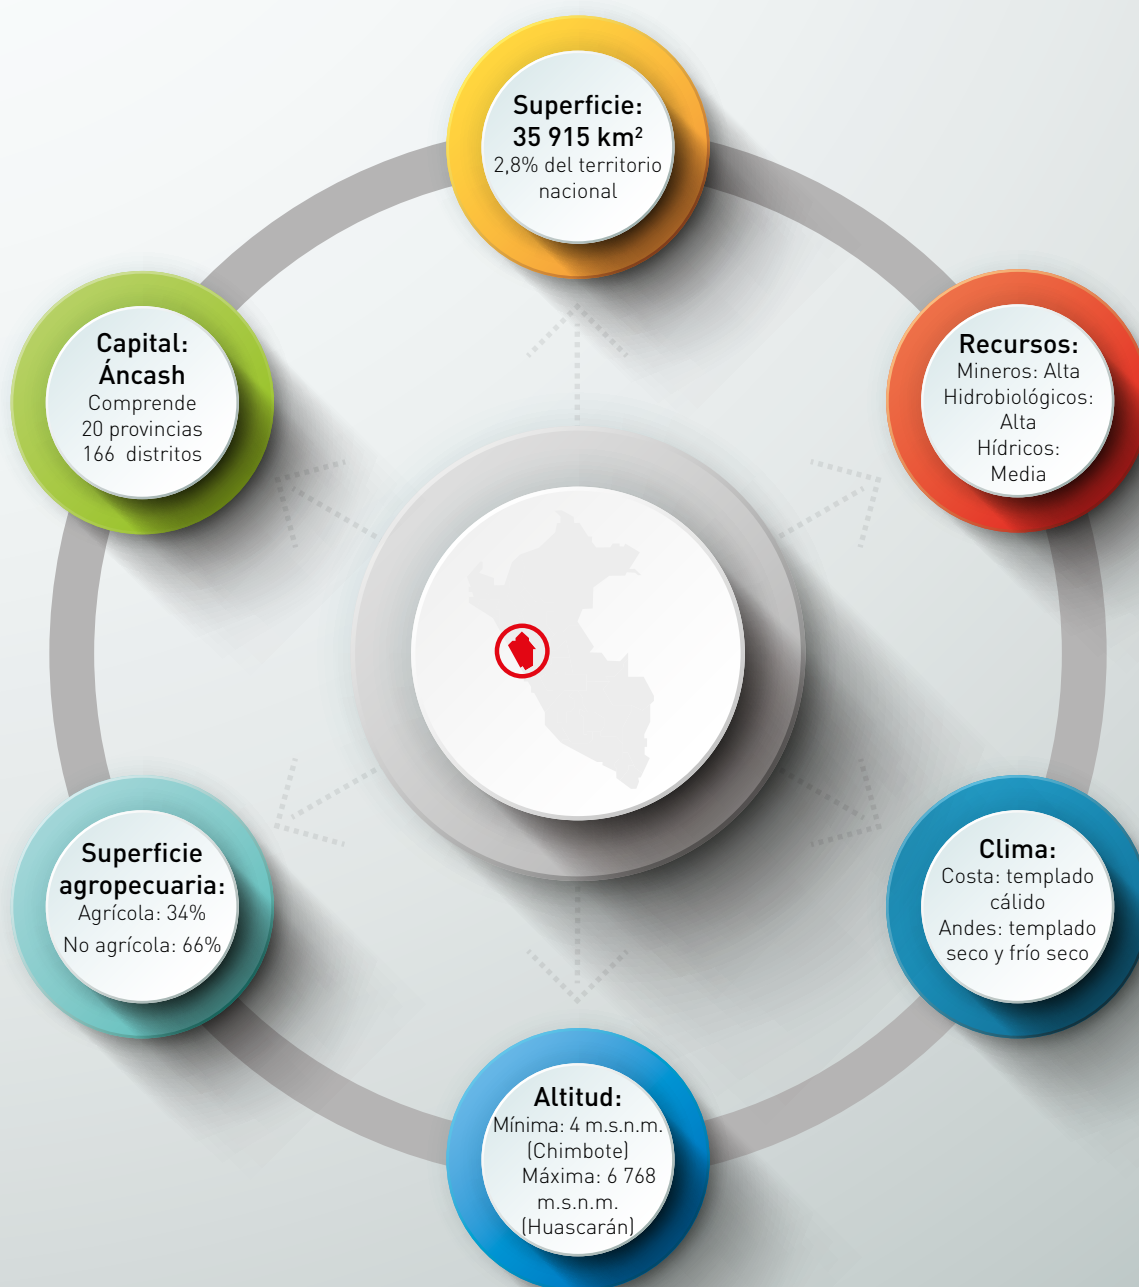 Superficie:
35 915 km²
2,8% del territorio
nacional
Capital:
Áncash
Comprende
20 provincias
166 distritos
Recursos:
Mineros: Alta
Hidrobiológicos:
Alta
Hídricos:
Media
Superficie
agropecuaria:
Agrícola: 34%
No agrícola: 66%
Clima:
Costa: templado
cálido
Andes: templado
seco y frío seco
Altitud:
Mínima: 4 m.s.n.m.
(Chimbote)
Máxima: 6 768
m.s.n.m.
(Huascarán)